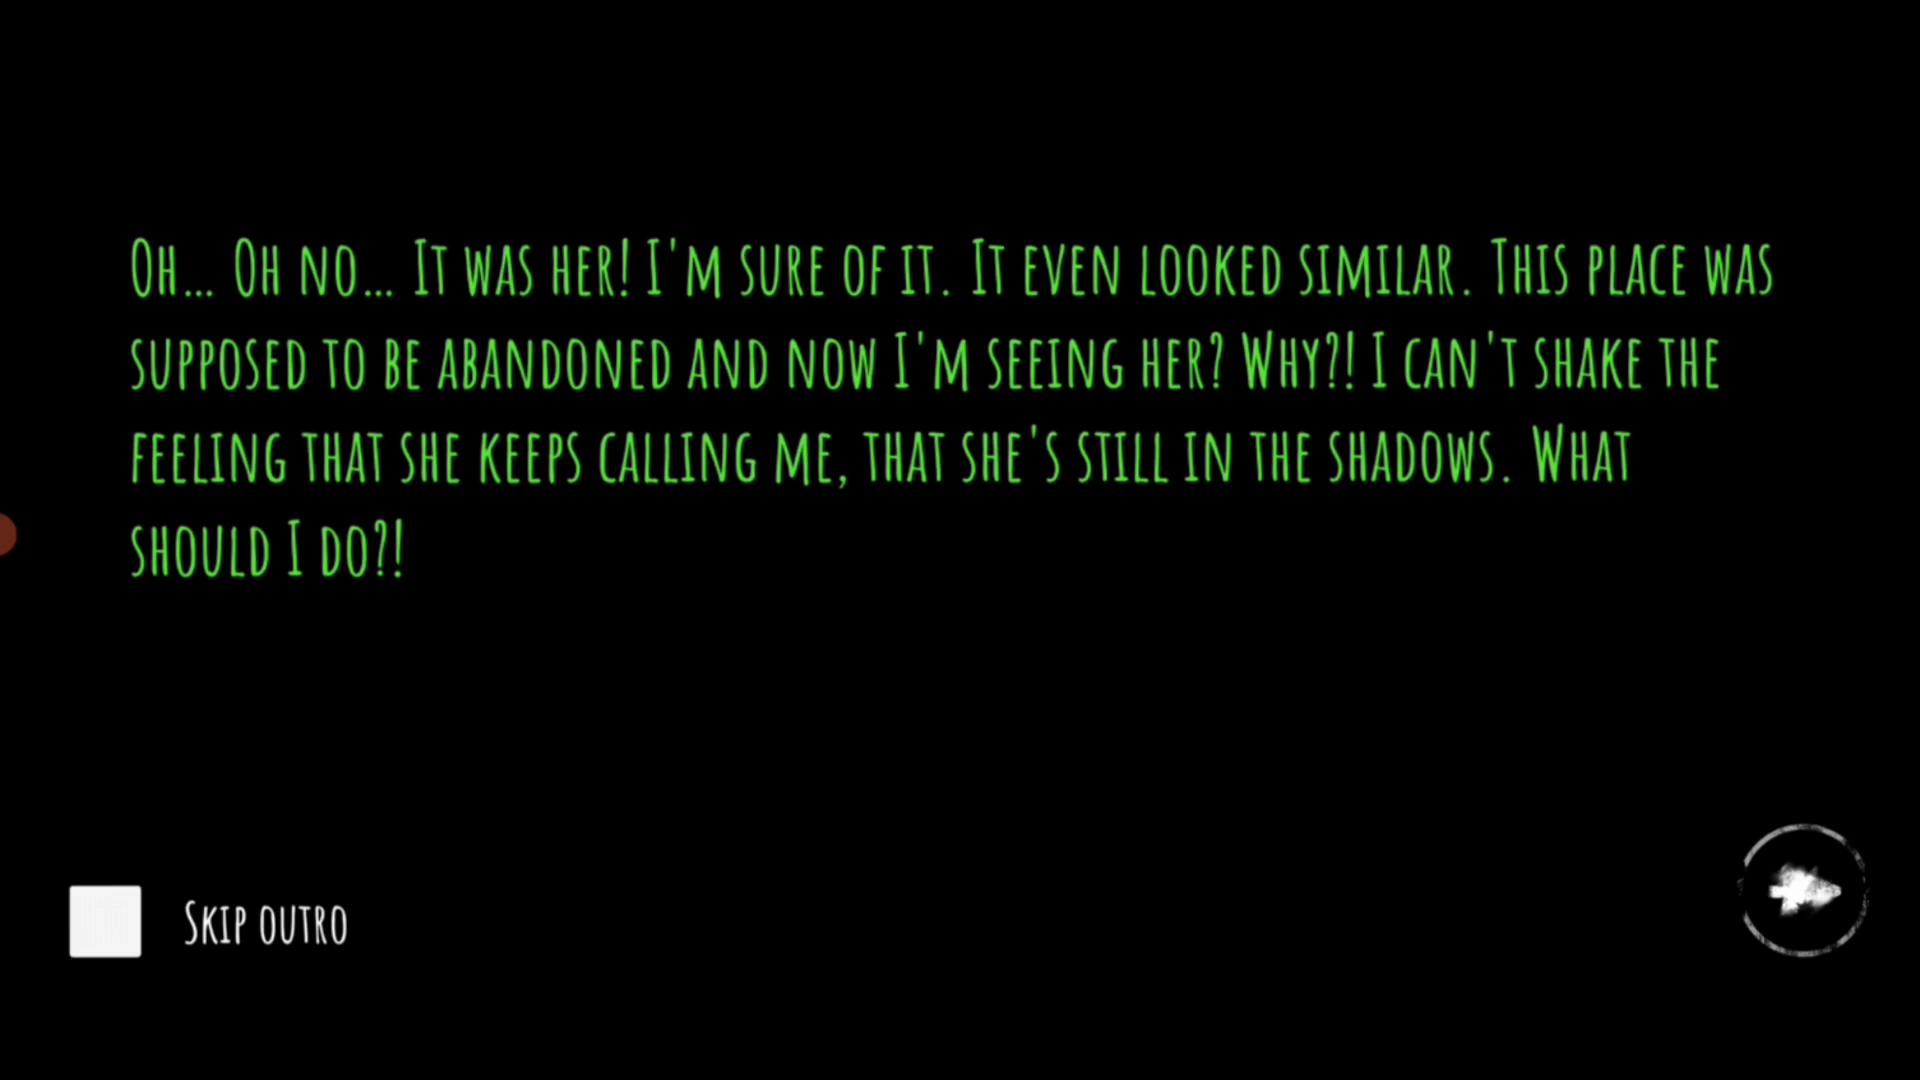 Oh... Oh no... It was her! I'm sure of it. It even looked similar. This place was
supposed to be abandoned and now I'm seeing her? Why?! I can't shake the
feeling that she keeps calling me, that she's still in the shadows. What
should I do?!
Skip outro